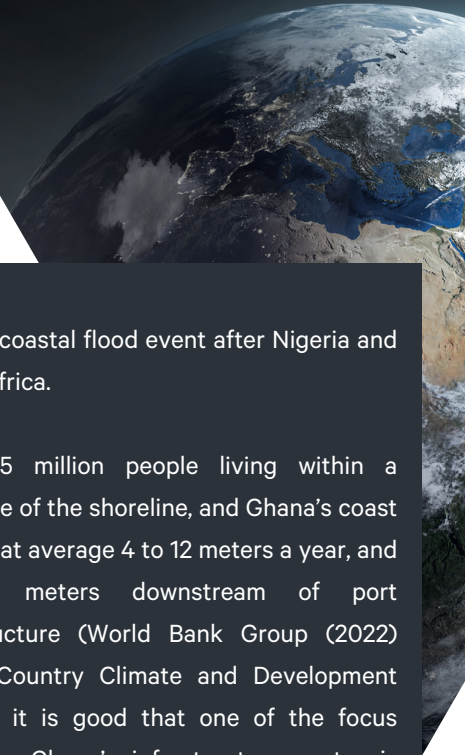 coastal flood event after Nigeria and
frica.
5 million people living within a
e of the shoreline, and Ghana's coast
at average 4 to 12 meters a year, and
meters downstream of port
ucture (World Bank Group (2022)
Country Climate and Development
it is good that one of the focus